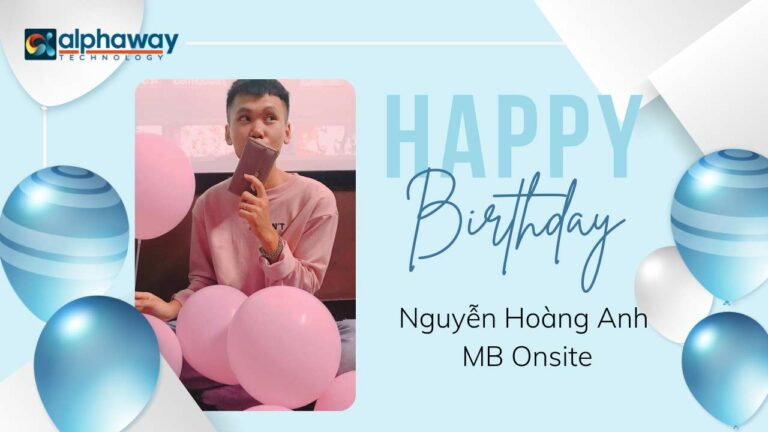 alphaway
TECHNOLOGY
HAPPY
Birthday
Nguyễn Hoàng Anh
MB Onsite